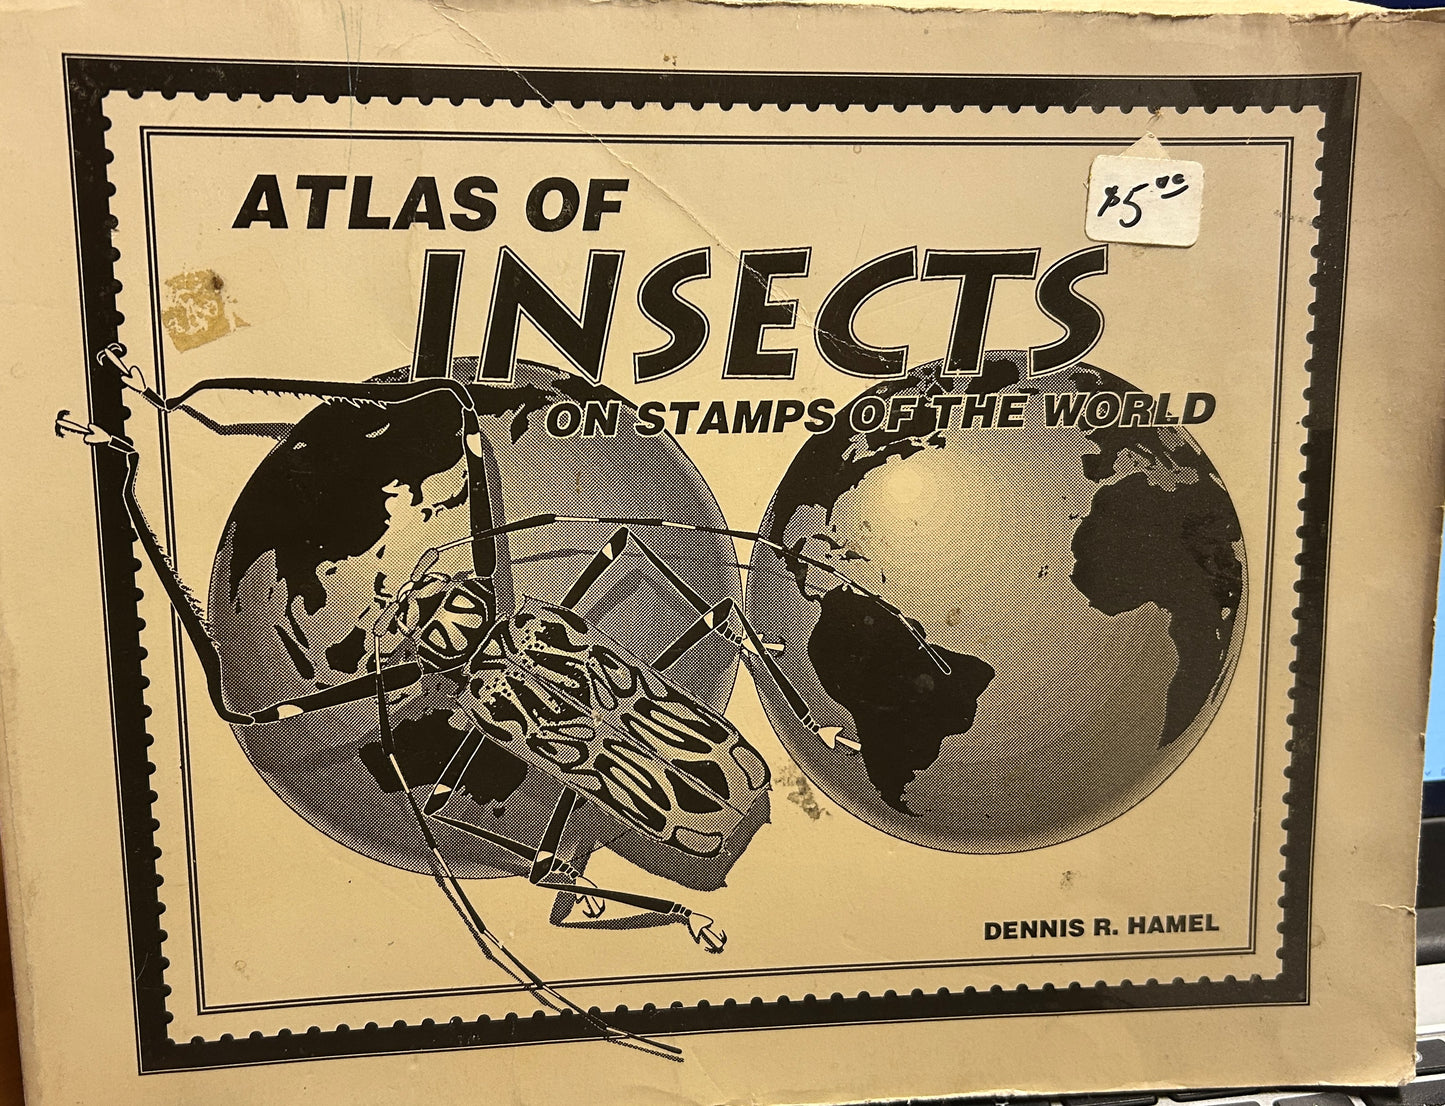 ATLAS OF
$5.00
INSECTS
ON STAMPS OF THE WORLD
DENNIS R. HAMEL